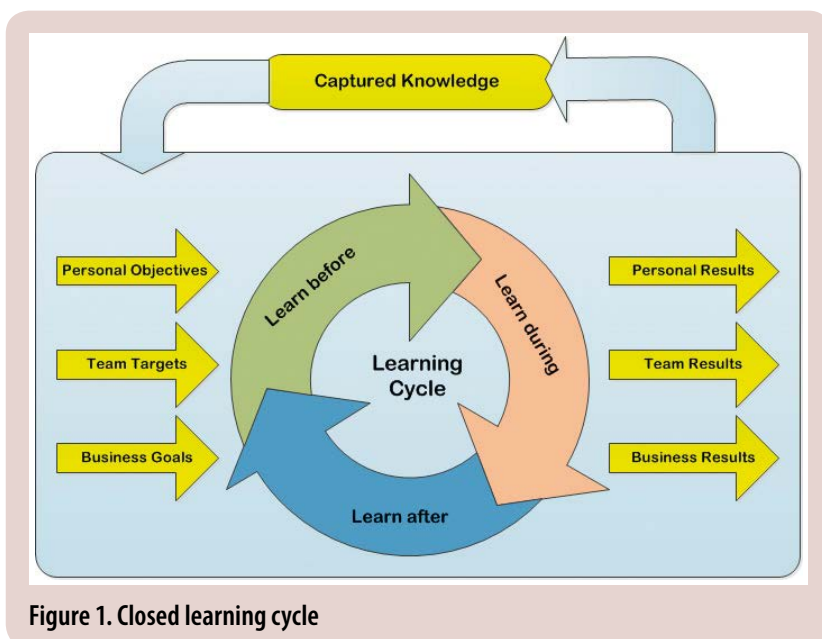 Captured Knowledge
Personal Objectives
Team Targets
Business Goals
Learn before
Learn during
Learn after
Learning
Cycle
Personal Results
Team Results
Business Results
Figure 1. Closed learning cycle